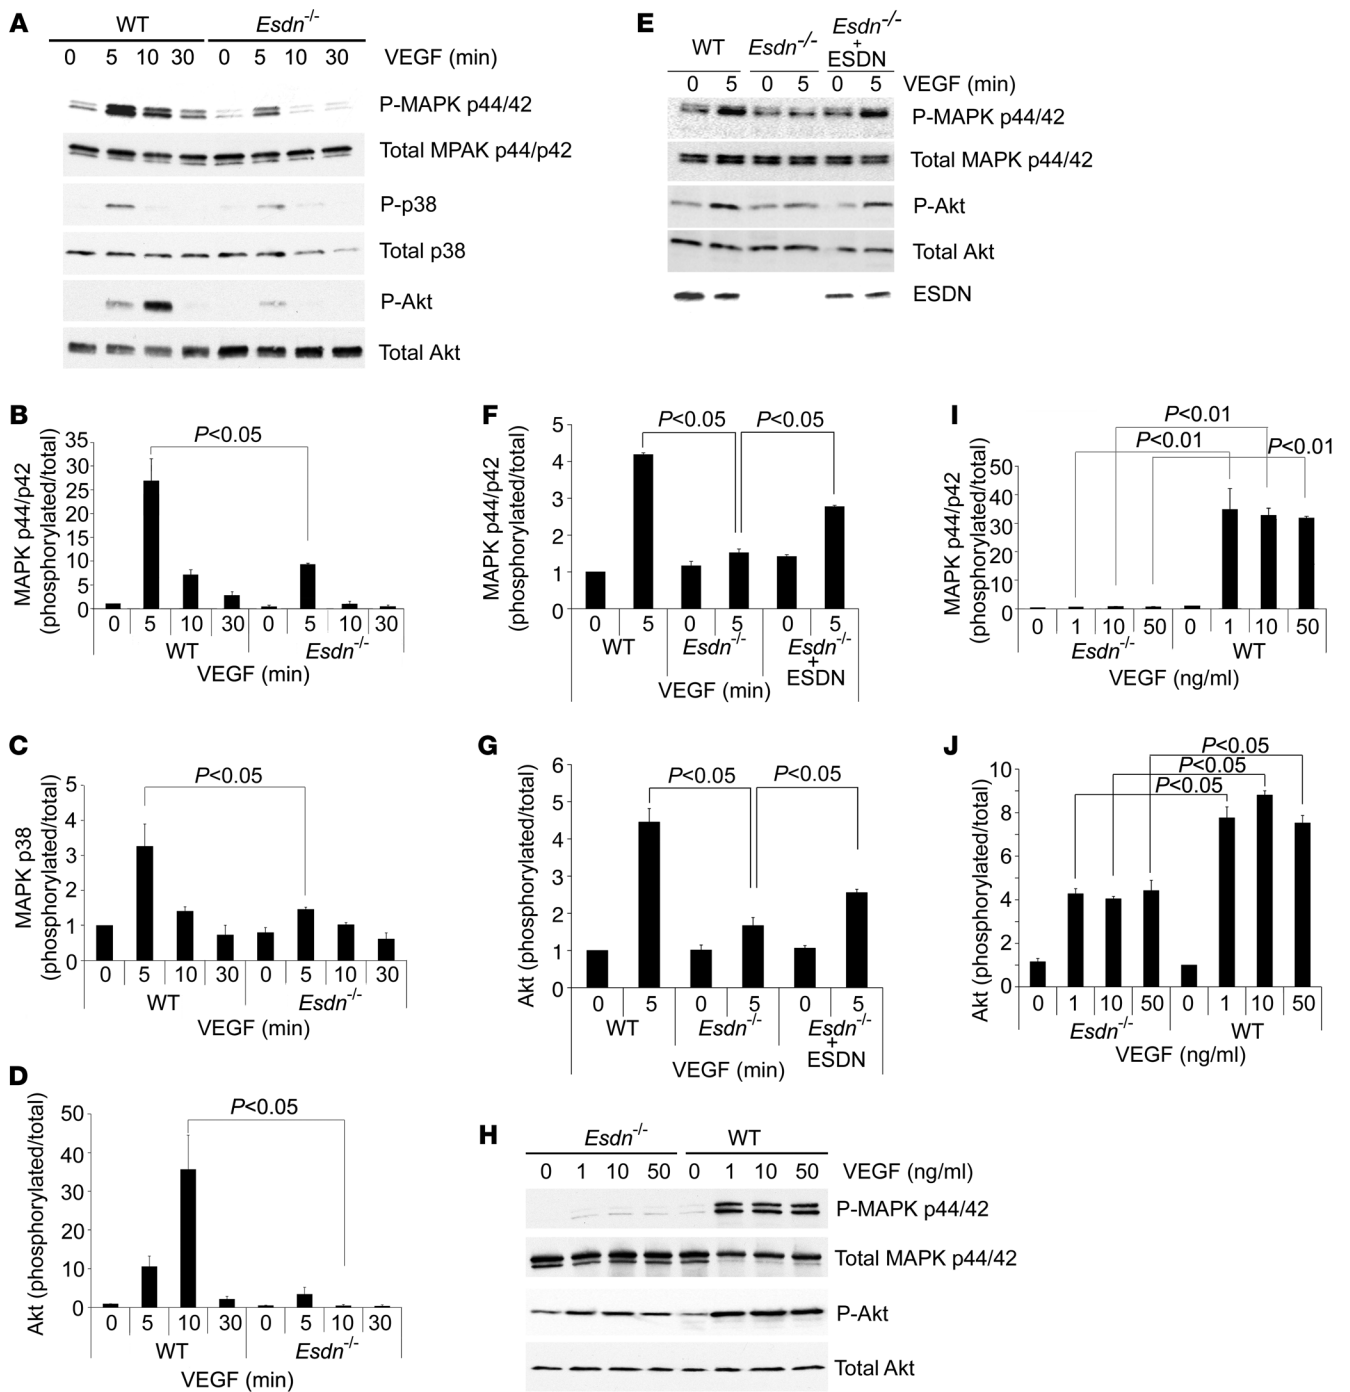 A
WT
Esdn-/-
0 5 10 30 0 5 10 30 VEGF (min)
P-MAPK p44/42
Total MPAK p44/p42
P-p38
Total p38
P-Akt
Total Akt
E
WT
Esdn-/-
Esdn-/-
+
ESDN
0 5 0 5 0 5 VEGF (min)
P-MAPK p44/42
Total MAPK p44/42
P-Akt
Total Akt
ESDN
B
MAPK p44/p42
(phosphorylated/total)
35
30
25
20
15
10
5
0
P<0.05
0 5 10 30 0 5 10 30
WT
Esdn-/-
VEGF (min)
F
MAPK p44/p42
(phosphorylated/total)
5
4
3
2
1
0
P<0.05
P<0.05
0 5 0 5 0 5
WT
Esdn-/-
Esdn-/-
+
ESDN
VEGF (min)
I
MAPK p44/p42
(phosphorylated/total)
50
40
30
20
10
0
P<0.01
P<0.01
P<0.01
0 1 10 50 0 1 10 50
Esdn-/-
WT
VEGF (ng/ml)
C
MAPK p38
(phosphorylated/total)
5
4
3
2
1
0
P<0.05
0 5 10 30 0 5 10 30
WT
Esdn-/-
VEGF (min)
G
Akt (phosphorylated/total)
6
5
4
3
2
1
0
P<0.05
P<0.05
0 5 0 5 0 5
WT
Esdn-/-
Esdn-/-
+
ESDN
VEGF (min)
J
Akt (phosphorylated/total)
10
8
6
4
2
0
P<0.05
P<0.05
P<0.05
0 1 10 50 0 1 10 50
Esdn-/-
WT
VEGF (ng/ml)
D
Akt (phosphorylated/total)
50
40
30
20
10
0
P<0.05
0 5 10 30 0 5 10 30
WT
Esdn-/-
VEGF (min)
H
Esdn-/-
WT
0 1 10 50 0 1 10 50 VEGF (ng/ml)
P-MAPK p44/42
Total MAPK p44/42
P-Akt
Total Akt